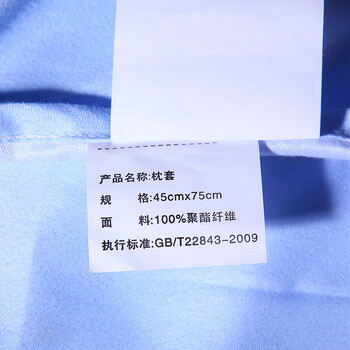 产品名称:枕套
规 格:45cmx75cm
面 料:100%聚酯纤维
执行标准:GB/T22843-2009